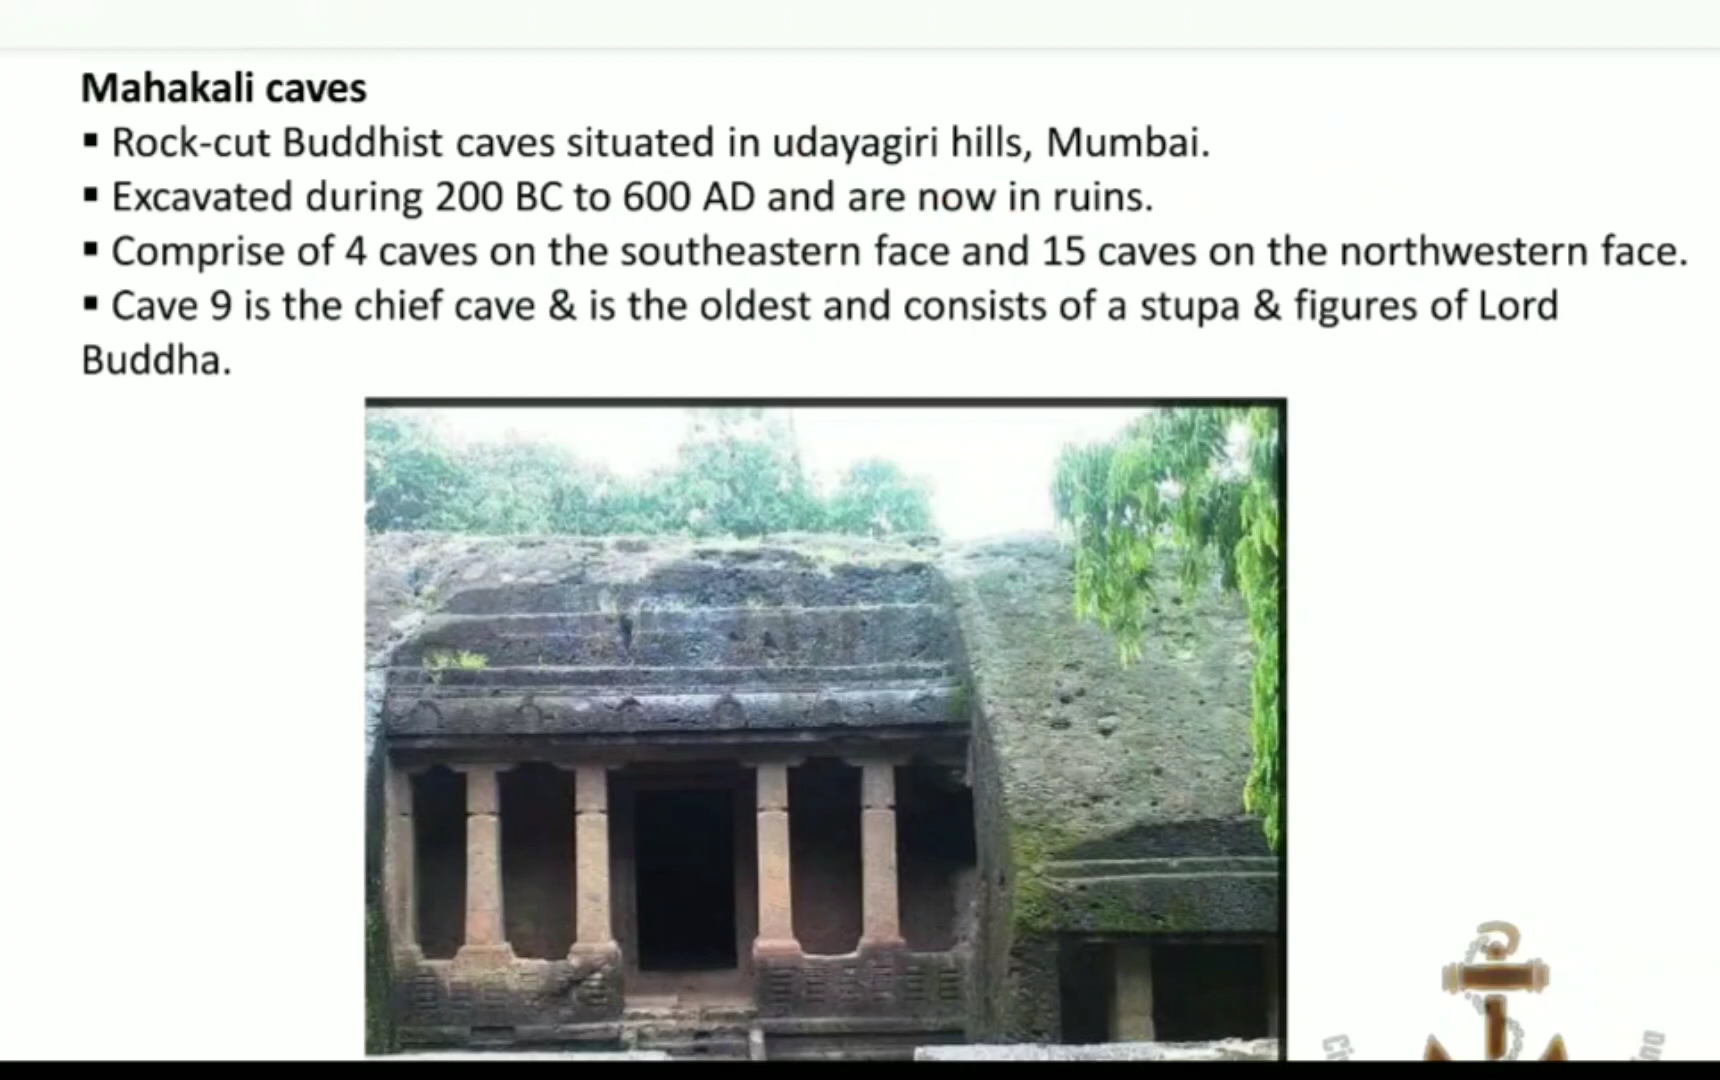 Mahakali caves
▪ Rock-cut Buddhist caves situated in udayagiri hills, Mumbai.
▪ Excavated during 200 BC to 600 AD and are now in ruins.
▪ Comprise of 4 caves on the southeastern face and 15 caves on the northwestern face.
▪ Cave 9 is the chief cave & is the oldest and consists of a stupa & figures of Lord
Buddha.